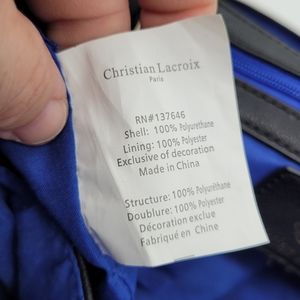 Christian Lacroix
Paris
RN#137646
Shell: 100% Polyurethane
Lining: 100% Polyester
Exclusive of decoration
Made in China
Structure: 100% Polyuréthane
Doublure: 100% Polyester
Décoration exclue
Fabriqué en Chine